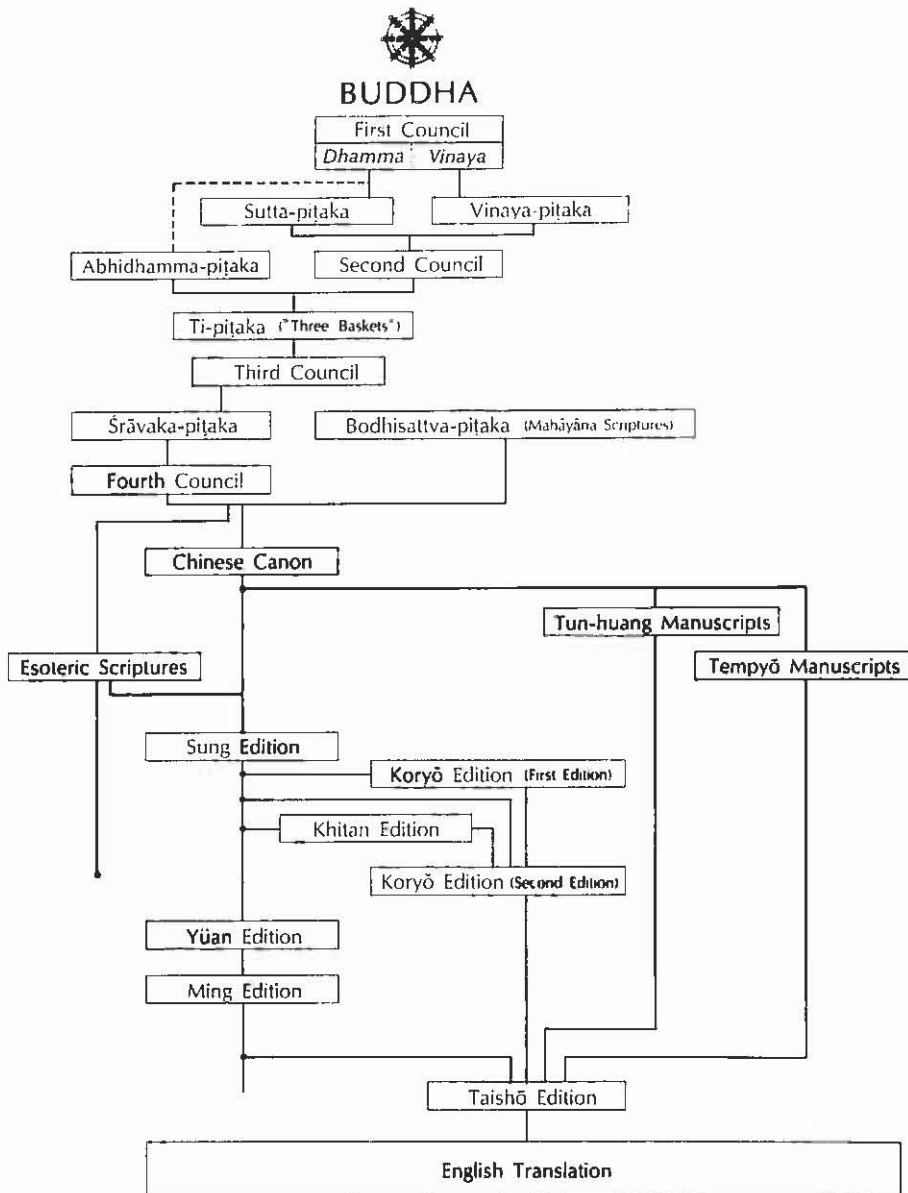 BUDDHA
First Council
Dhamma Vinaya
Sutta-piṭaka
Vinaya-piṭaka
Abhidhamma-piṭaka
Second Council
Ti-piṭaka ("Three Baskets")
Third Council
Śrāvaka-piṭaka
Bodhisattva-piṭaka (Mahāyāna Scriptures)
Fourth Council
Chinese Canon
Tun-huang Manuscripts
Esoteric Scriptures
Tempyō Manuscripts
Sung Edition
Koryŏ Edition (First Edition)
Khitan Edition
Koryŏ Edition (Second Edition)
Yüan Edition
Ming Edition
Taishō Edition
English Translation